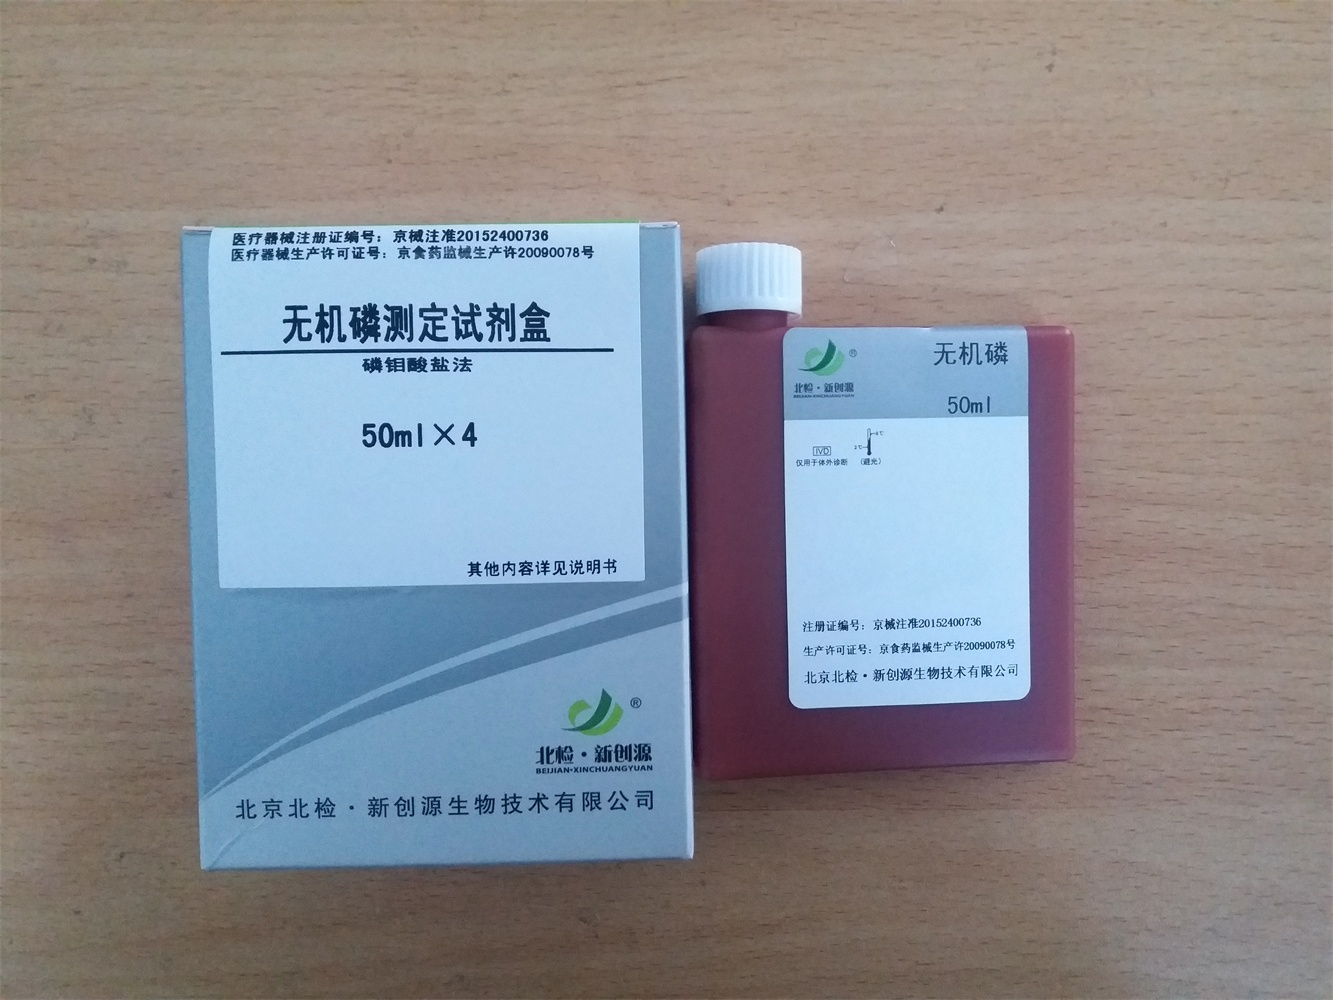 医疗器械注册证编号：京械注准20152400736
医疗器械生产许可证号：京食药监械生产许20090078号
无机磷测定试剂盒
磷钼酸盐法
50ml×4
其他内容详见说明书
®
北检·新创源
BEIJIAN·XINCHUANGYUAN
北京北检·新创源生物技术有限公司
®
北检·新创源
BEIJIAN·XINCHUANGYUAN
无机磷
50ml
IVD
仅用于体外诊断
2℃
8℃
（避光）
注册证编号：京械注准20152400736
生产许可证号：京食药监械生产许20090078号
北京北检·新创源生物技术有限公司